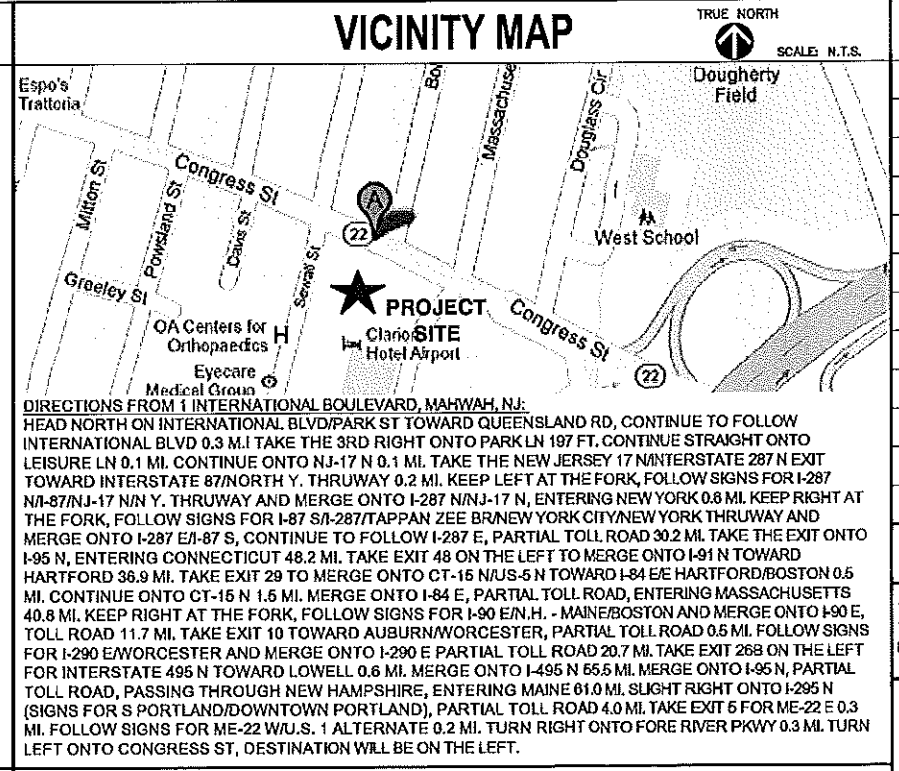 VICINITY MAP
TRUE NORTH
SCALE: N.T.S.
Espo's
Trattoria
Dougherty
Field
Massachuse
Douglass Cir
Congress St
Mitton St
Powsland St
Davis St
A
22
West School
Sewall St
Greeley St
PROJECT
SITE
Congress St
OA Centers for
Orthopaedics
H
Clarion
Hotel Airport
Eyecare
Medical Group
22
DIRECTIONS FROM 1 INTERNATIONAL BOULEVARD, MAHWAH, NJ:
HEAD NORTH ON INTERNATIONAL BLVD/PARK ST TOWARD QUEENSLAND RD, CONTINUE TO FOLLOW
INTERNATIONAL BLVD 0.3 M.I TAKE THE 3RD RIGHT ONTO PARK LN 197 FT. CONTINUE STRAIGHT ONTO
LEISURE LN 0.1 MI. CONTINUE ONTO NJ-17 N 0.1 MI. TAKE THE NEW JERSEY 17 N/INTERSTATE 287 N EXIT
TOWARD INTERSTATE 87/NORTH Y. THRUWAY 0.2 MI. KEEP LEFT AT THE FORK, FOLLOW SIGNS FOR I-287
N/I-87/NJ-17 N/N Y. THRUWAY AND MERGE ONTO I-287 N/NJ-17 N, ENTERING NEW YORK 0.8 MI. KEEP RIGHT AT
THE FORK, FOLLOW SIGNS FOR I-87 S/I-287/TAPPAN ZEE BR/NEW YORK CITY/NEW YORK THRUWAY AND
MERGE ONTO I-287 E/I-87 S, CONTINUE TO FOLLOW I-287 E, PARTIAL TOLL ROAD 30.2 MI. TAKE THE EXIT ONTO
I-95 N, ENTERING CONNECTICUT 48.2 MI. TAKE EXIT 48 ON THE LEFT TO MERGE ONTO I-91 N TOWARD
HARTFORD 36.9 MI. TAKE EXIT 29 TO MERGE ONTO CT-15 N/US-5 N TOWARD I-84 E/E HARTFORD/BOSTON 0.5
MI. CONTINUE ONTO CT-15 N 1.5 MI. MERGE ONTO I-84 E, PARTIAL TOLL ROAD, ENTERING MASSACHUSETTS
40.8 MI. KEEP RIGHT AT THE FORK, FOLLOW SIGNS FOR I-90 E/N.H. - MAINE/BOSTON AND MERGE ONTO I-90 E,
TOLL ROAD 11.7 MI. TAKE EXIT 10 TOWARD AUBURN/WORCESTER, PARTIAL TOLL ROAD 0.5 MI. FOLLOW SIGNS
FOR I-290 E/WORCESTER AND MERGE ONTO I-290 E PARTIAL TOLL ROAD 20.7 MI. TAKE EXIT 26B ON THE LEFT
FOR INTERSTATE 495 N TOWARD LOWELL 0.6 MI. MERGE ONTO I-495 N 55.5 MI. MERGE ONTO I-95 N, PARTIAL
TOLL ROAD, PASSING THROUGH NEW HAMPSHIRE, ENTERING MAINE 61.0 MI. SLIGHT RIGHT ONTO I-295 N
(SIGNS FOR S PORTLAND/DOWNTOWN PORTLAND), PARTIAL TOLL ROAD 4.0 MI. TAKE EXIT 5 FOR ME-22 E 0.3
MI. FOLLOW SIGNS FOR ME-22 W/U.S. 1 ALTERNATE 0.2 MI. TURN RIGHT ONTO FORE RIVER PKWY 0.3 MI. TURN
LEFT ONTO CONGRESS ST, DESTINATION WILL BE ON THE LEFT.